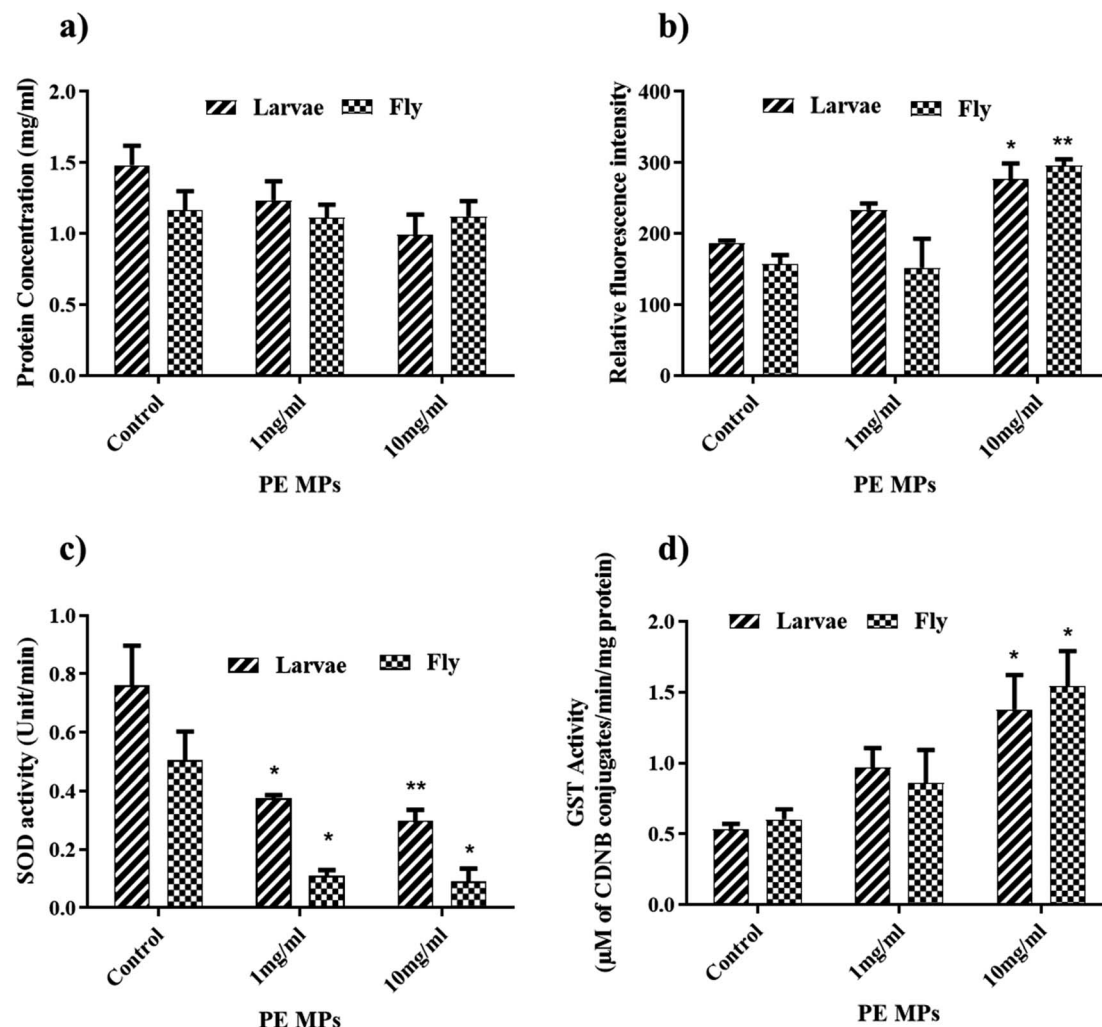 a)
Protein Concentration (mg/ml)
2.0
1.5
1.0
0.5
0.0
Larvae Fly
Control
1mg/ml
10mg/ml
PE MPs
b)
Relative fluorescence intensity
400
300
200
100
0
Larvae Fly
*
**
Control
1mg/ml
10mg/ml
PE MPs
c)
SOD activity (Unit/min)
1.0
0.8
0.6
0.4
0.2
0.0
Larvae Fly
*
*
**
*
Control
1mg/ml
10mg/ml
PE MPs
d)
GST Activity
(µM of CDNB conjugates/min/mg protein)
2.0
1.5
1.0
0.5
0.0
Larvae Fly
*
*
Control
1mg/ml
10mg/ml
PE MPs